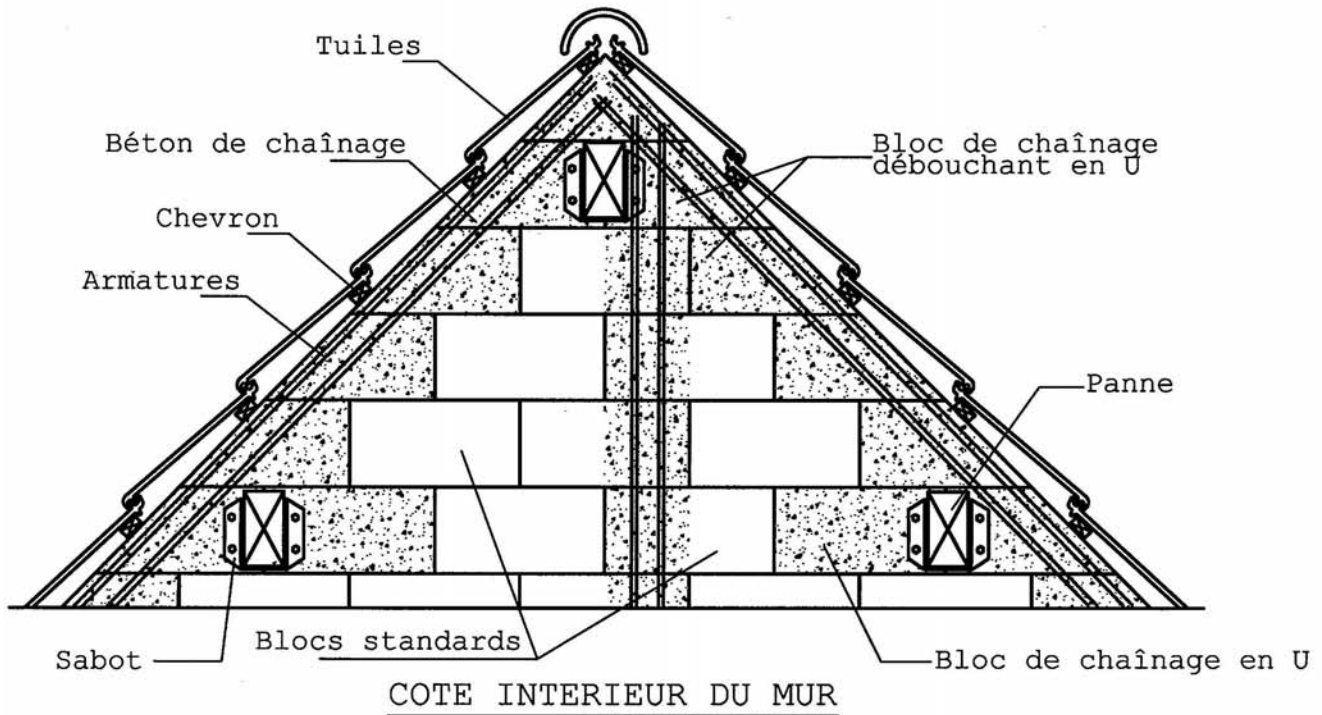 Tuiles
Béton de chaînage
Bloc de chaînage
débouchant en U
Chevron
Armatures
Panne
Blocs standards
Sabot
Bloc de chaînage en U
COTE INTERIEUR DU MUR